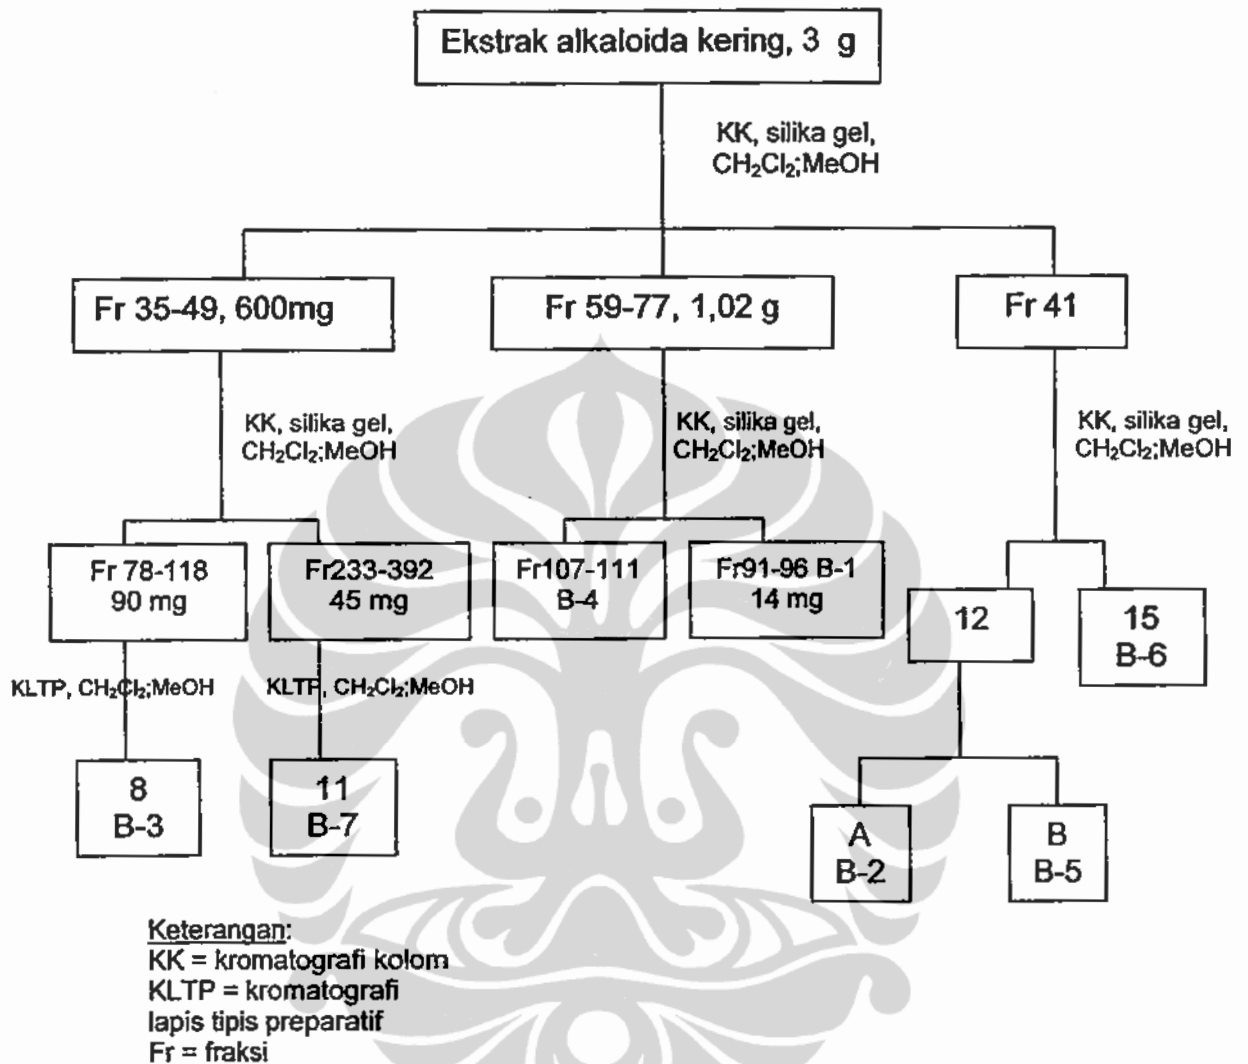 Ekstrak alkaloida kering, 3 g
KK, silika gel,
CH₂Cl₂;MeOH
Fr 35-49, 600mg
Fr 59-77, 1,02 g
Fr 41
KK, silika gel,
CH₂Cl₂;MeOH
KK, silika gel,
CH₂Cl₂;MeOH
KK, silika gel,
CH₂Cl₂;MeOH
Fr 78-118
90 mg
Fr233-392
45 mg
Fr107-111
B-4
Fr91-96 B-1
14 mg
12
15
B-6
KLTP, CH₂Cl₂;MeOH
KLTP, CH₂Cl₂;MeOH
8
B-3
11
B-7
A
B-2
B
B-5
Keterangan:
KK = kromatografi kolom
KLTP = kromatografi
lapis tipis preparatif
Fr = fraksi